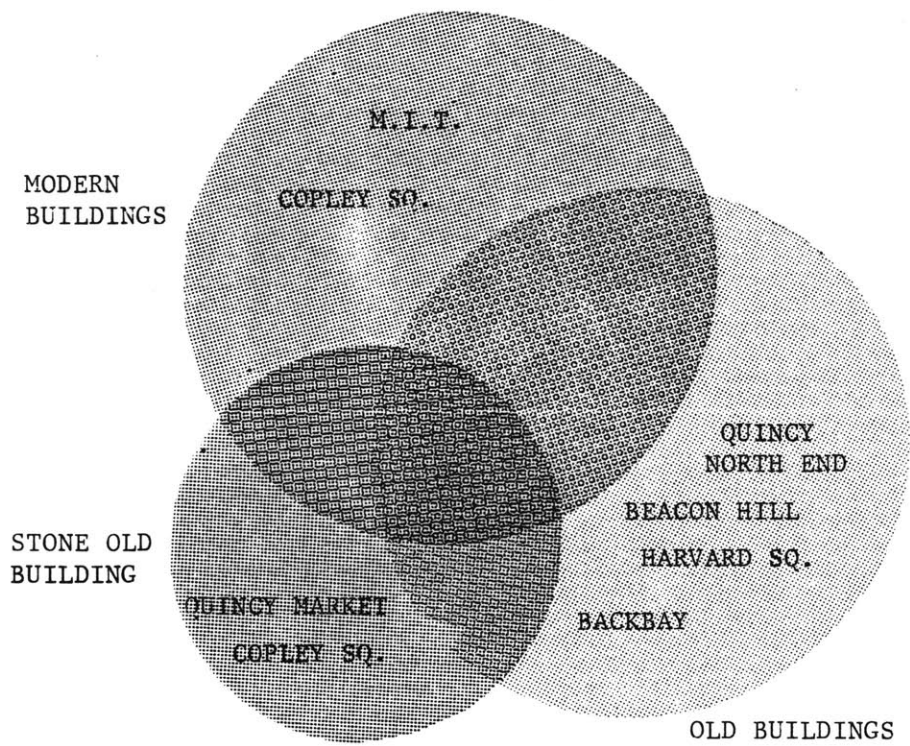 M.I.T.
MODERN
BUILDINGS
COPLEY SQ.
QUINCY
NORTH END
BEACON HILL
HARVARD SQ.
STONE OLD
BUILDING
QUINCY MARKET
COPLEY SQ.
BACKBAY
OLD BUILDINGS